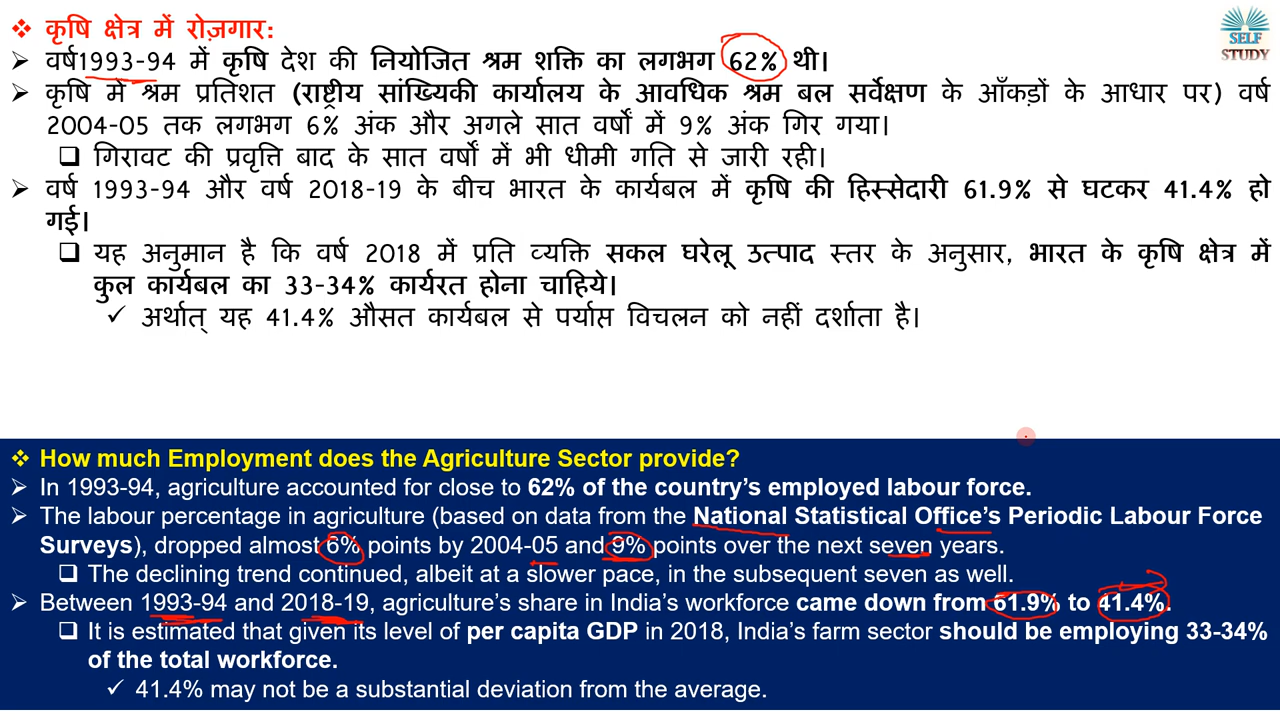 ❖ कृषि क्षेत्र में रोज़गार:
SELF
STUDY
➢ वर्ष1993-94 में कृषि देश की नियोजित श्रम शक्ति का लगभग 62% थी।
➢ कृषि में श्रम प्रतिशत (राष्ट्रीय सांख्यिकी कार्यालय के आवधिक श्रम बल सर्वेक्षण के आँकड़ों के आधार पर) वर्ष
2004-05 तक लगभग 6% अंक और अगले सात वर्षों में 9% अंक गिर गया।
❑ गिरावट की प्रवृत्ति बाद के सात वर्षों में भी धीमी गति से जारी रही।
➢ वर्ष 1993-94 और वर्ष 2018-19 के बीच भारत के कार्यबल में कृषि की हिस्सेदारी 61.9% से घटकर 41.4% हो
गई।
❑ यह अनुमान है कि वर्ष 2018 में प्रति व्यक्ति सकल घरेलू उत्पाद स्तर के अनुसार, भारत के कृषि क्षेत्र में
कुल कार्यबल का 33-34% कार्यरत होना चाहिये।
✓ अर्थात् यह 41.4% औसत कार्यबल से पर्याप्त विचलन को नहीं दर्शाता है।
❖ How much Employment does the Agriculture Sector provide?
➢ In 1993-94, agriculture accounted for close to 62% of the country's employed labour force.
➢ The labour percentage in agriculture (based on data from the National Statistical Office's Periodic Labour Force
Surveys), dropped almost 6% points by 2004-05 and 9% points over the next seven years.
❑ The declining trend continued, albeit at a slower pace, in the subsequent seven as well.
➢ Between 1993-94 and 2018-19, agriculture's share in India's workforce came down from 61.9% to 41.4%.
❑ It is estimated that given its level of per capita GDP in 2018, India's farm sector should be employing 33-34%
of the total workforce.
✓ 41.4% may not be a substantial deviation from the average.